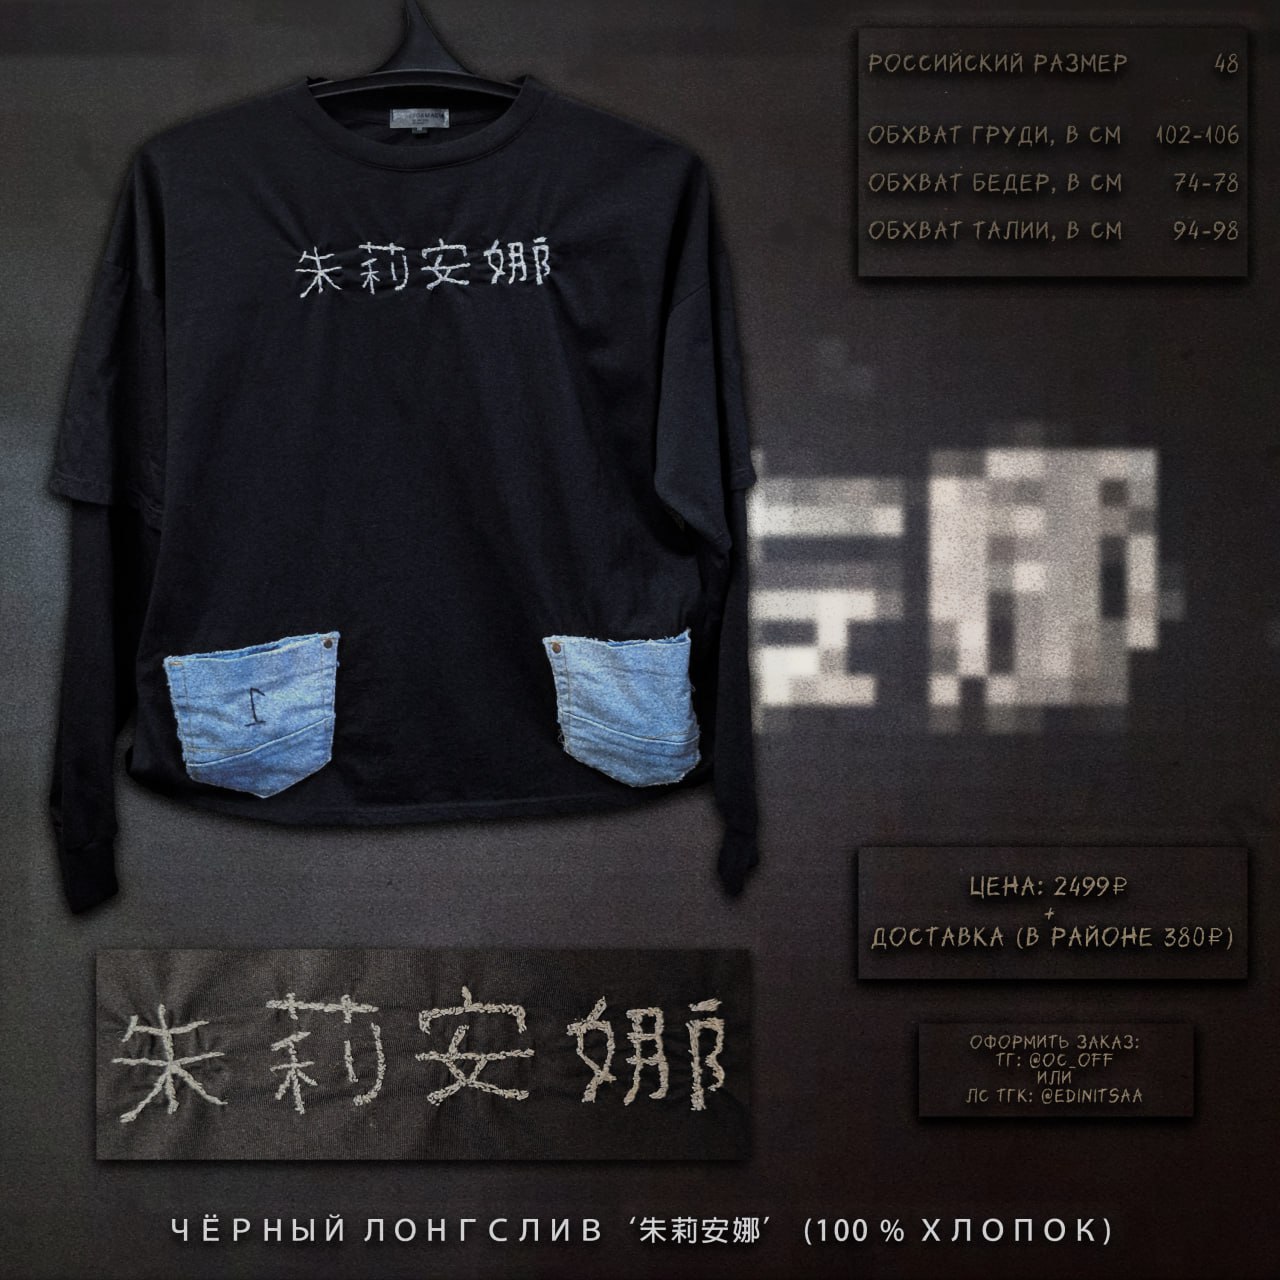 РОССИЙСКИЙ РАЗМЕР 48
ОБХВАТ ГРУДИ, В СМ 102-106
ОБХВАТ БЕДЕР, В СМ 74-78
ОБХВАТ ТАЛИИ, В СМ 94-98
朱莉安娜
1
ЦЕНА: 2499₽
+
ДОСТАВКА (В РАЙОНЕ 380₽)
朱莉安娜
ОФОРМИТЬ ЗАКАЗ:
ТГ: @OC_OFF
ИЛИ
ЛС ТГК: @EDINITSAA
ЧЁРНЫЙ ЛОНГСЛИВ ‘朱莉安娜’ (100 % ХЛОПОК)